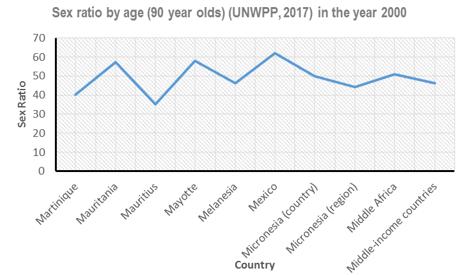 Sex ratio by age (90 year olds) (UNWPP, 2017) in the year 2000
70
60
50
40
30
20
10
0
Sex Ratio
Martinique
Mauritania
Mauritius
Mayotte
Melanesia
Mexico
Micronesia (country)
Micronesia (region)
Middle Africa
Middle-income countries
Country